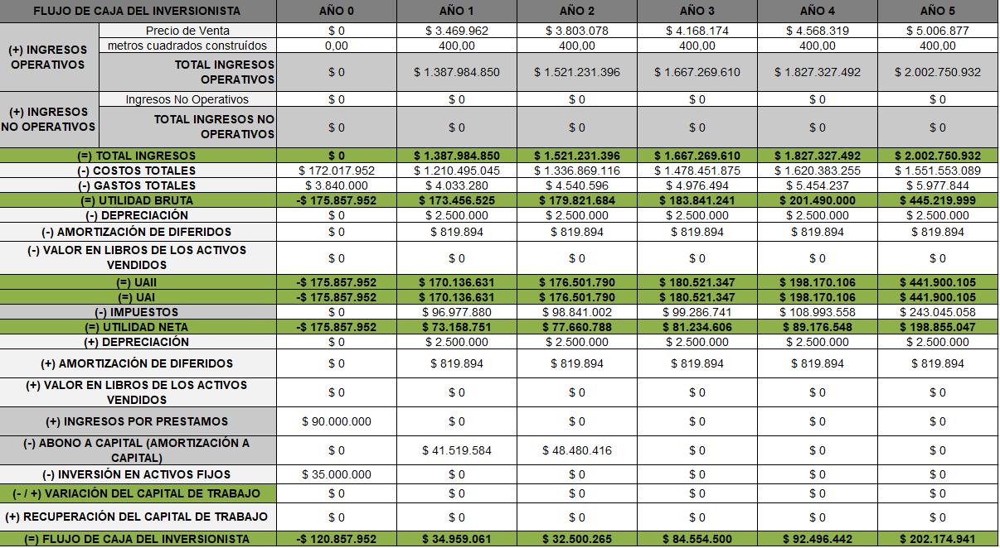 FLUJO DE CAJA DEL INVERSIONISTA AÑO 0 AÑO 1 AÑO 2 AÑO 3 AÑO 4 AÑO 5
(+) INGRESOS OPERATIVOS
Precio de Venta $ 0 $ 3.469.962 $ 3.803.078 $ 4.168.174 $ 4.568.319 $ 5.006.877
metros cuadrados construídos 0,00 400,00 400,00 400,00 400,00 400,00
TOTAL INGRESOS OPERATIVOS $ 0 $ 1.387.984.850 $ 1.521.231.396 $ 1.667.269.610 $ 1.827.327.492 $ 2.002.750.932
(+) INGRESOS NO OPERATIVOS
Ingresos No Operativos $ 0 $ 0 $ 0 $ 0 $ 0 $ 0
TOTAL INGRESOS NO OPERATIVOS $ 0 $ 0 $ 0 $ 0 $ 0 $ 0
(=) TOTAL INGRESOS $ 0 $ 1.387.984.850 $ 1.521.231.396 $ 1.667.269.610 $ 1.827.327.492 $ 2.002.750.932
(-) COSTOS TOTALES $ 172.017.952 $ 1.210.495.045 $ 1.336.869.116 $ 1.478.451.875 $ 1.620.383.255 $ 1.551.553.089
(-) GASTOS TOTALES $ 3.840.000 $ 4.033.280 $ 4.540.596 $ 4.976.494 $ 5.454.237 $ 5.977.844
(=) UTILIDAD BRUTA -$ 175.857.952 $ 173.456.525 $ 179.821.684 $ 183.841.241 $ 201.490.000 $ 445.219.999
(-) DEPRECIACIÓN $ 0 $ 2.500.000 $ 2.500.000 $ 2.500.000 $ 2.500.000 $ 2.500.000
(-) AMORTIZACIÓN DE DIFERIDOS $ 0 $ 819.894 $ 819.894 $ 819.894 $ 819.894 $ 819.894
(-) VALOR EN LIBROS DE LOS ACTIVOS VENDIDOS $ 0 $ 0 $ 0 $ 0 $ 0 $ 0
(=) UAII -$ 175.857.952 $ 170.136.631 $ 176.501.790 $ 180.521.347 $ 198.170.106 $ 441.900.105
(=) UAI -$ 175.857.952 $ 170.136.631 $ 176.501.790 $ 180.521.347 $ 198.170.106 $ 441.900.105
(-) IMPUESTOS $ 0 $ 96.977.880 $ 98.841.002 $ 99.286.741 $ 108.993.558 $ 243.045.058
(=) UTILIDAD NETA -$ 175.857.952 $ 73.158.751 $ 77.660.788 $ 81.234.606 $ 89.176.548 $ 198.855.047
(+) DEPRECIACIÓN $ 0 $ 2.500.000 $ 2.500.000 $ 2.500.000 $ 2.500.000 $ 2.500.000
(+) AMORTIZACIÓN DE DIFERIDOS $ 0 $ 819.894 $ 819.894 $ 819.894 $ 819.894 $ 819.894
(+) VALOR EN LIBROS DE LOS ACTIVOS VENDIDOS $ 0 $ 0 $ 0 $ 0 $ 0 $ 0
(+) INGRESOS POR PRESTAMOS $ 90.000.000 $ 0 $ 0 $ 0 $ 0 $ 0
(-) ABONO A CAPITAL (AMORTIZACIÓN A CAPITAL) $ 0 $ 41.519.584 $ 48.480.416 $ 0 $ 0 $ 0
(-) INVERSIÓN EN ACTIVOS FIJOS $ 35.000.000 $ 0 $ 0 $ 0 $ 0 $ 0
(- / +) VARIACIÓN DEL CAPITAL DE TRABAJO $ 0 $ 0 $ 0 $ 0 $ 0 $ 0
(+) RECUPERACIÓN DEL CAPITAL DE TRABAJO $ 0 $ 0 $ 0 $ 0 $ 0 $ 0
(=) FLUJO DE CAJA DEL INVERSIONISTA -$ 120.857.952 $ 34.959.061 $ 32.500.265 $ 84.554.500 $ 92.496.442 $ 202.174.941